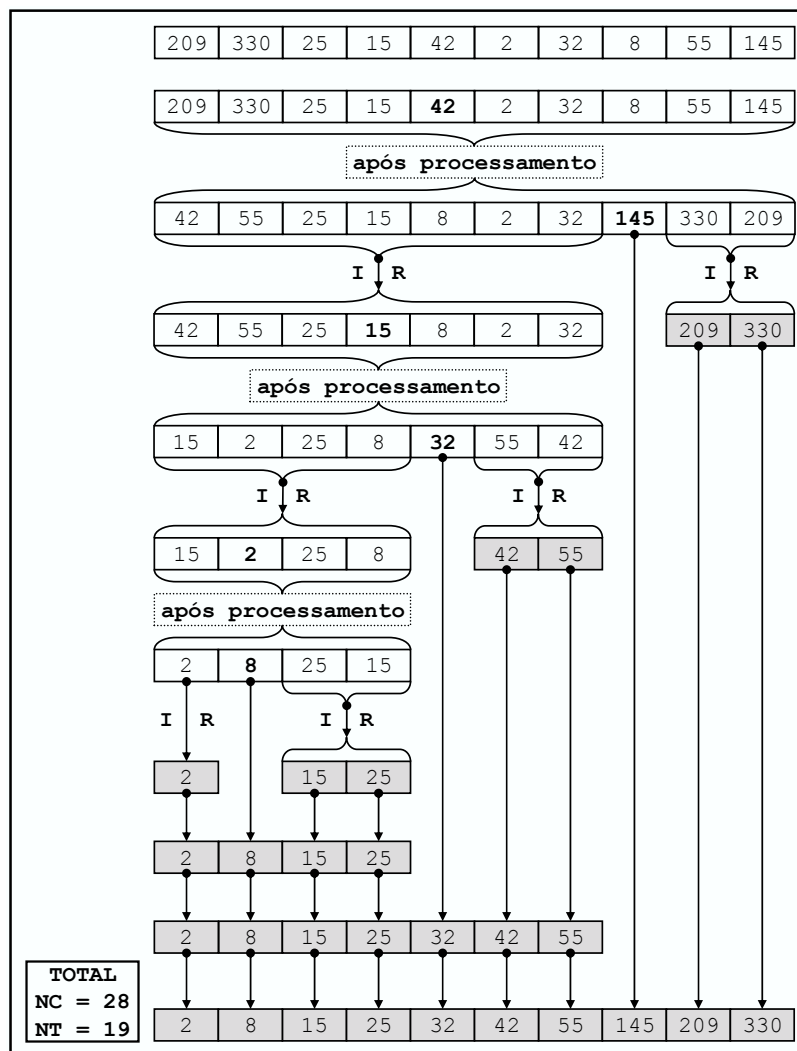 209 330 25 15 42 2 32 8 55 145
209 330 25 15 42 2 32 8 55 145
após processamento
42 55 25 15 8 2 32 145 330 209
I R I R
42 55 25 15 8 2 32 209 330
após processamento
15 2 25 8 32 55 42
I R I R
15 2 25 8 42 55
após processamento
2 8 25 15
I R I R
2 15 25
2 8 15 25
2 8 15 25 32 42 55
TOTAL
NC = 28
NT = 19
2 8 15 25 32 42 55 145 209 330